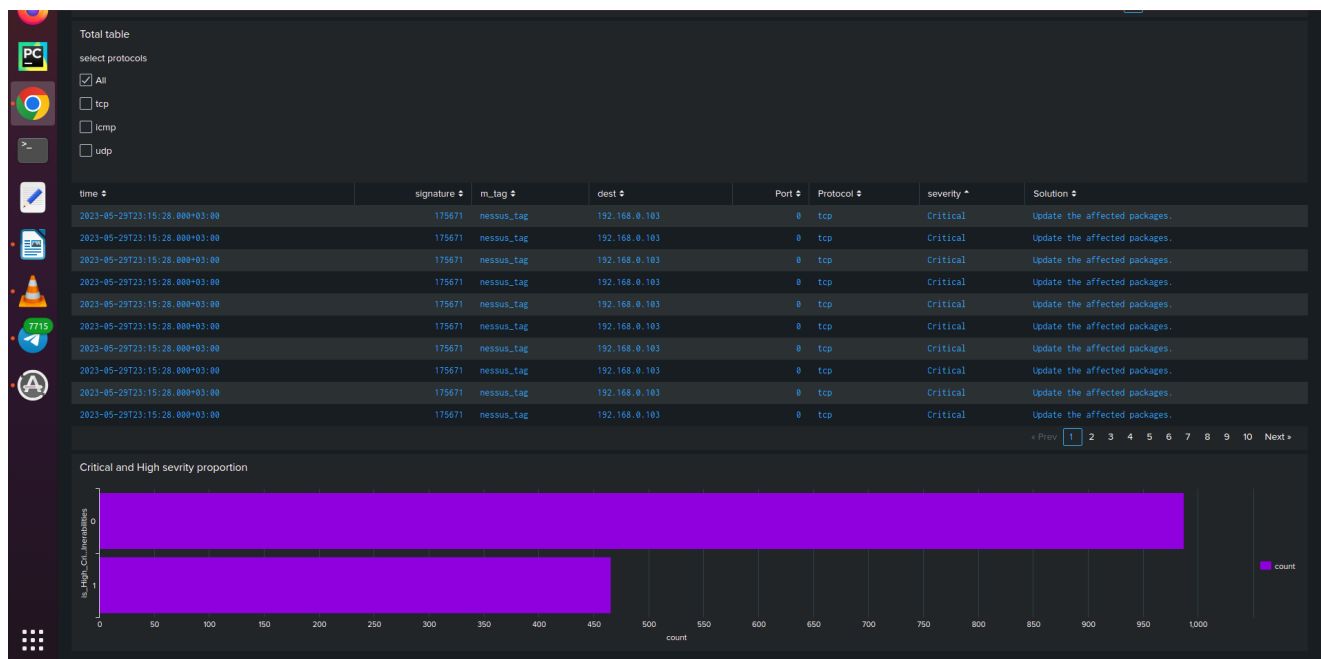 PC
>_
7715
A
Total table
select protocols
All
tcp
icmp
udp
time signature m_tag dest Port Protocol severity Solution
2023-05-29T23:15:28.000+03:00 175671 nessus_tag 192.168.0.103 0 tcp Critical Update the affected packages.
2023-05-29T23:15:28.000+03:00 175671 nessus_tag 192.168.0.103 0 tcp Critical Update the affected packages.
2023-05-29T23:15:28.000+03:00 175671 nessus_tag 192.168.0.103 0 tcp Critical Update the affected packages.
2023-05-29T23:15:28.000+03:00 175671 nessus_tag 192.168.0.103 0 tcp Critical Update the affected packages.
2023-05-29T23:15:28.000+03:00 175671 nessus_tag 192.168.0.103 0 tcp Critical Update the affected packages.
2023-05-29T23:15:28.000+03:00 175671 nessus_tag 192.168.0.103 0 tcp Critical Update the affected packages.
2023-05-29T23:15:28.000+03:00 175671 nessus_tag 192.168.0.103 0 tcp Critical Update the affected packages.
2023-05-29T23:15:28.000+03:00 175671 nessus_tag 192.168.0.103 0 tcp Critical Update the affected packages.
2023-05-29T23:15:28.000+03:00 175671 nessus_tag 192.168.0.103 0 tcp Critical Update the affected packages.
2023-05-29T23:15:28.000+03:00 175671 nessus_tag 192.168.0.103 0 tcp Critical Update the affected packages.
« Prev 1 2 3 4 5 6 7 8 9 10 Next »
Critical and High sevrity proportion
is_High_Cri...lnerabilities
0
1
count
0 50 100 150 200 250 300 350 400 450 500 550 600 650 700 750 800 850 900 950 1,000
count